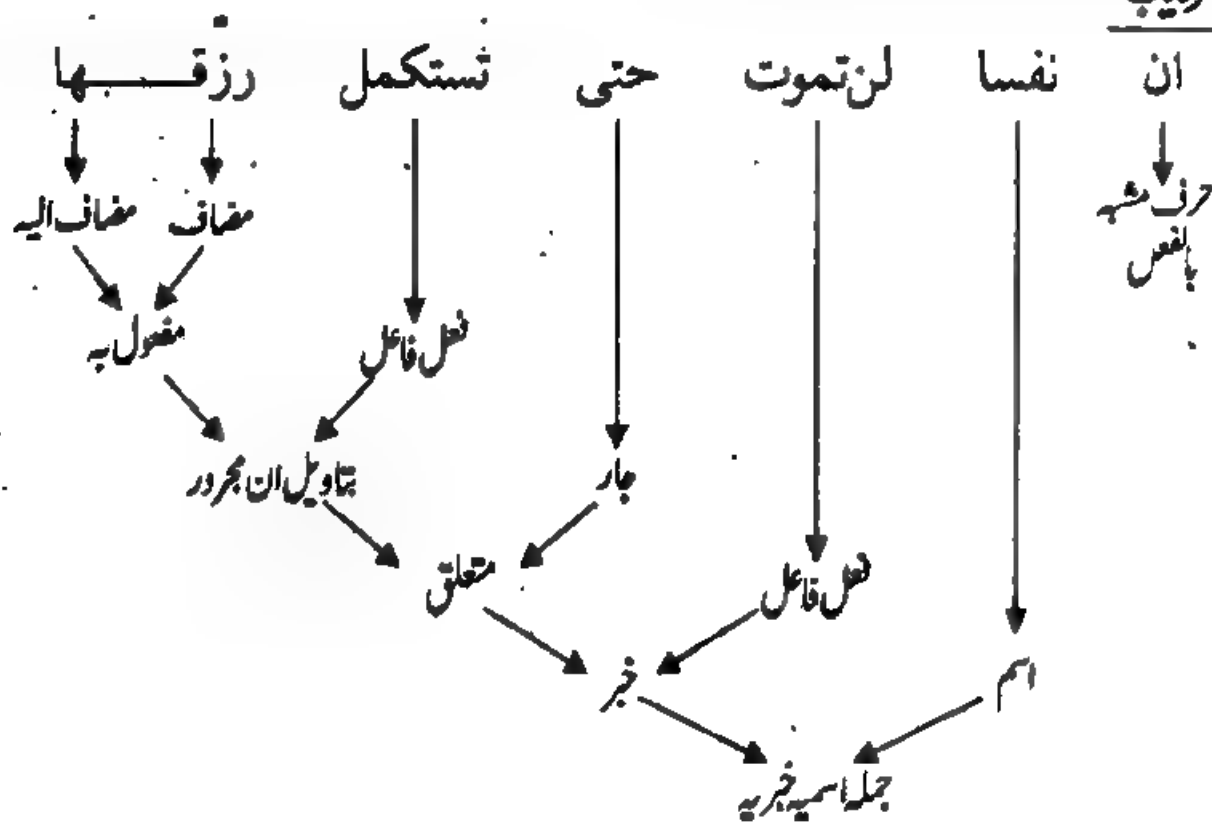 ان نفسا لن تموت حتی تستکمل رزقـــــها
حرف مشبہ بالفعل
مضاف مضاف الیہ
فعل فاعل مفعول بہ
جار بتاویل ان مجرور
فعل فاعل متعلق
اسم خبر
جملہ اسمیہ خبریہ